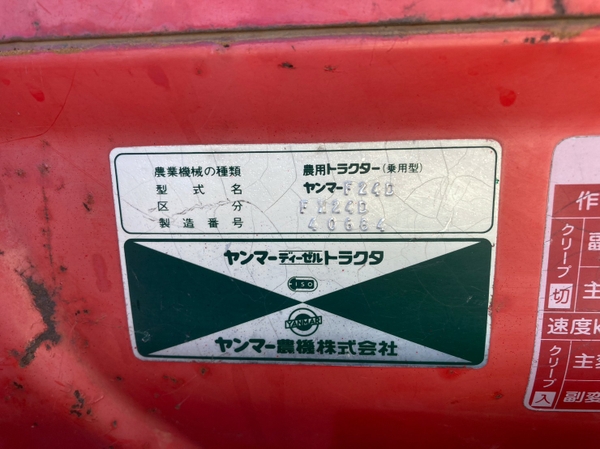 農業機械の種類 農用トラクター(乗用型)
型式名 ヤンマーFX24D
区分 FX24D
製造番号 40684
ヤンマーディーゼルトラクタ
ISO
YANMAR
ヤンマー農機株式会社
作
クリープ 切
副
主
速度k
クリープ 入
主変
副変